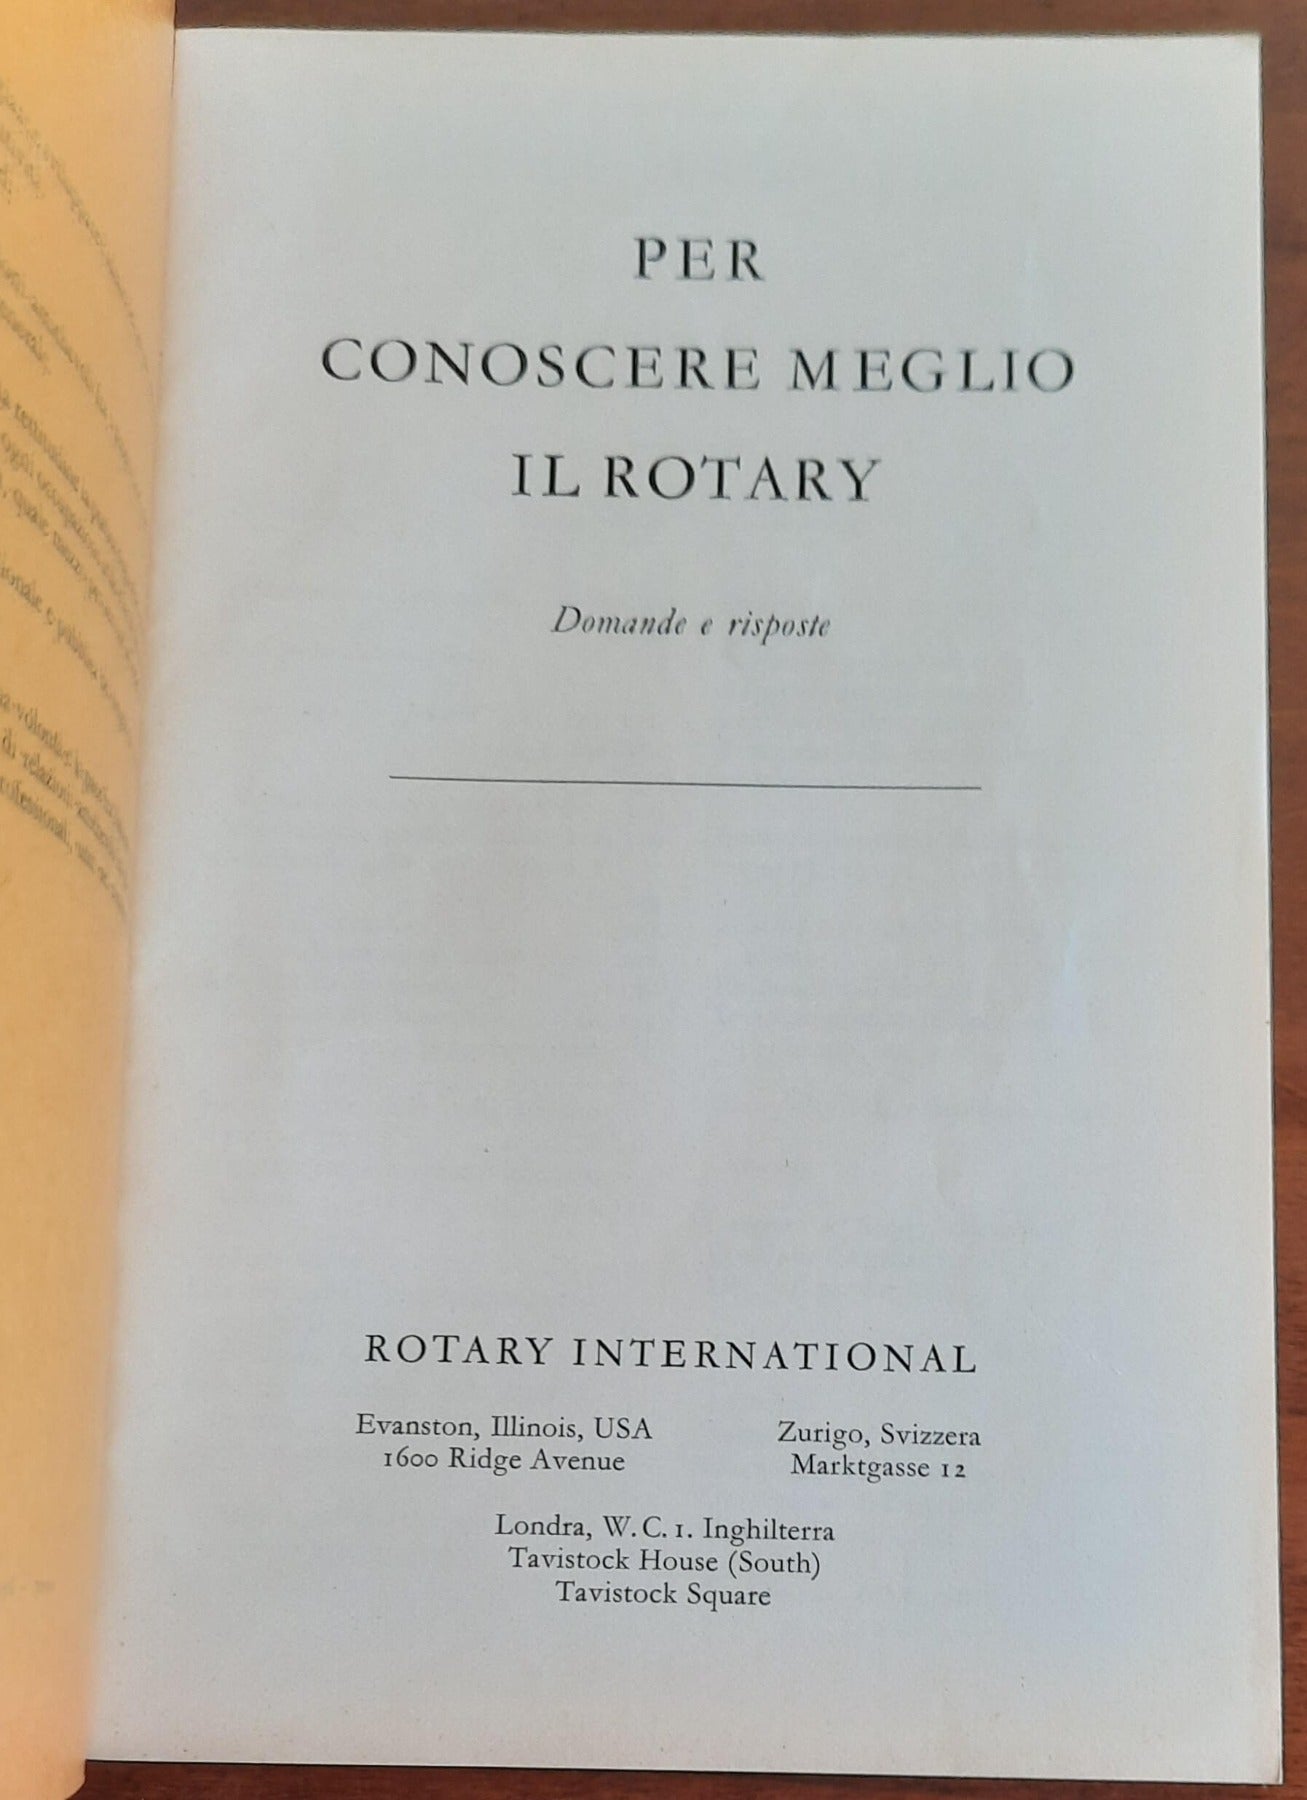 PER
CONOSCERE MEGLIO
IL ROTARY
Domande e risposte
ROTARY INTERNATIONAL
Evanston, Illinois, USA
1600 Ridge Avenue
Zurigo, Svizzera
Marktgasse 12
Londra, W.C. 1. Inghilterra
Tavistock House (South)
Tavistock Square